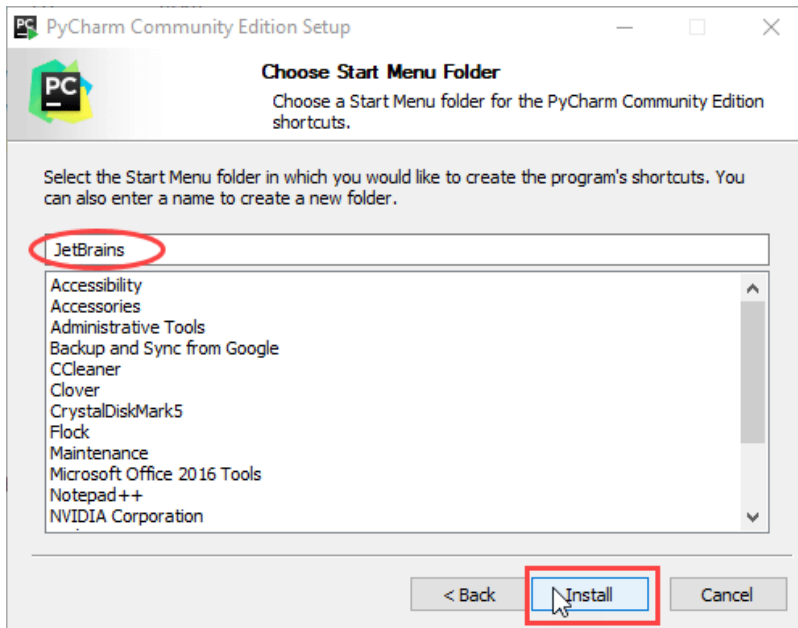 PC PyCharm Community Edition Setup
PC
Choose Start Menu Folder
Choose a Start Menu folder for the PyCharm Community Edition
shortcuts.
Select the Start Menu folder in which you would like to create the program's shortcuts. You
can also enter a name to create a new folder.
JetBrains
Accessibility
Accessories
Administrative Tools
Backup and Sync from Google
CCleaner
Clover
CrystalDiskMark5
Flock
Maintenance
Microsoft Office 2016 Tools
Notepad++
NVIDIA Corporation
< Back Install Cancel